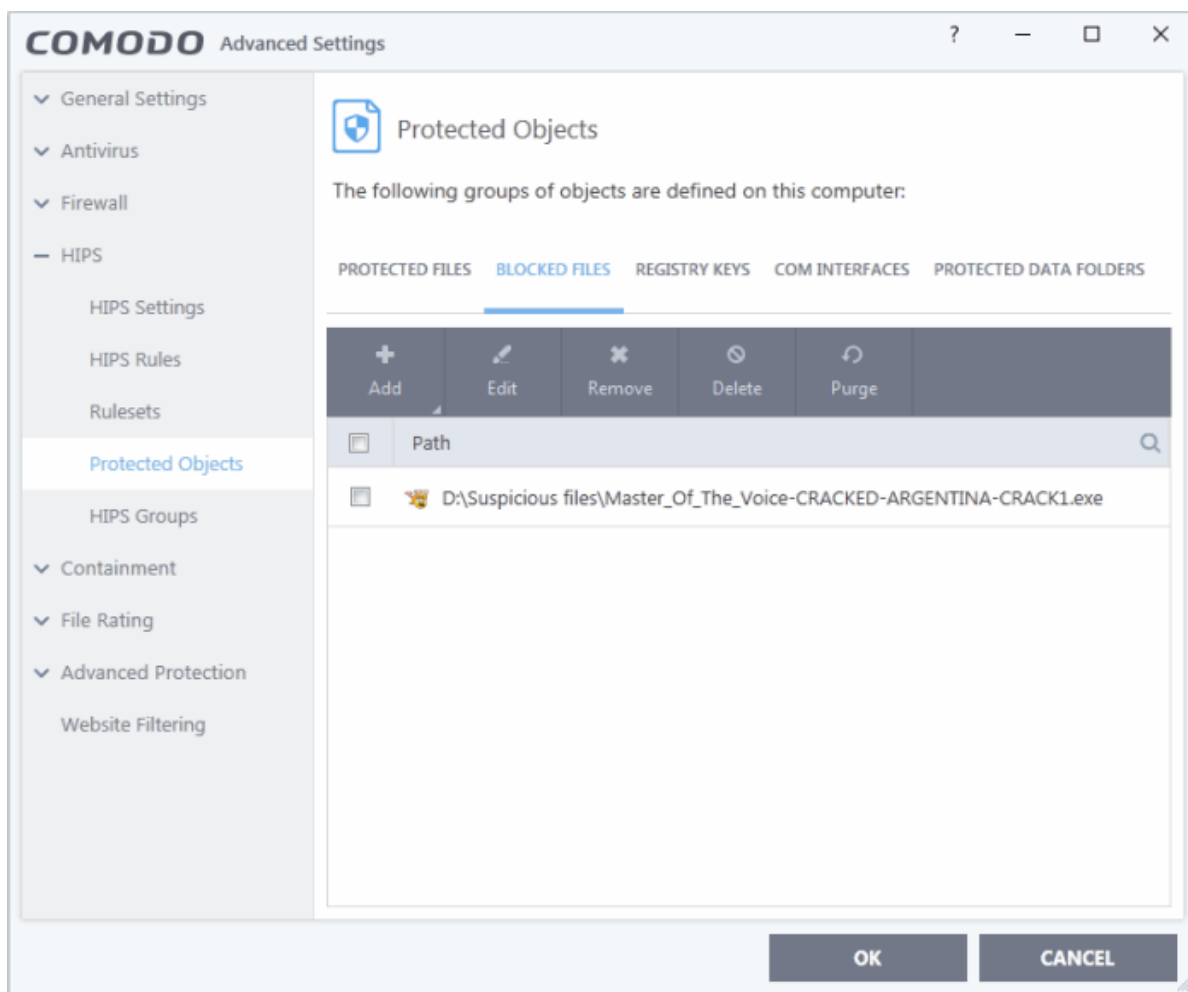 COMODO Advanced Settings
?
General Settings
Antivirus
Firewall
HIPS
HIPS Settings
HIPS Rules
Rulesets
Protected Objects
HIPS Groups
Containment
File Rating
Advanced Protection
Website Filtering
Protected Objects
The following groups of objects are defined on this computer:
PROTECTED FILES BLOCKED FILES REGISTRY KEYS COM INTERFACES PROTECTED DATA FOLDERS
Add Edit Remove Delete Purge
Path
D:\Suspicious files\Master_Of_The_Voice-CRACKED-ARGENTINA-CRACK1.exe
OK CANCEL